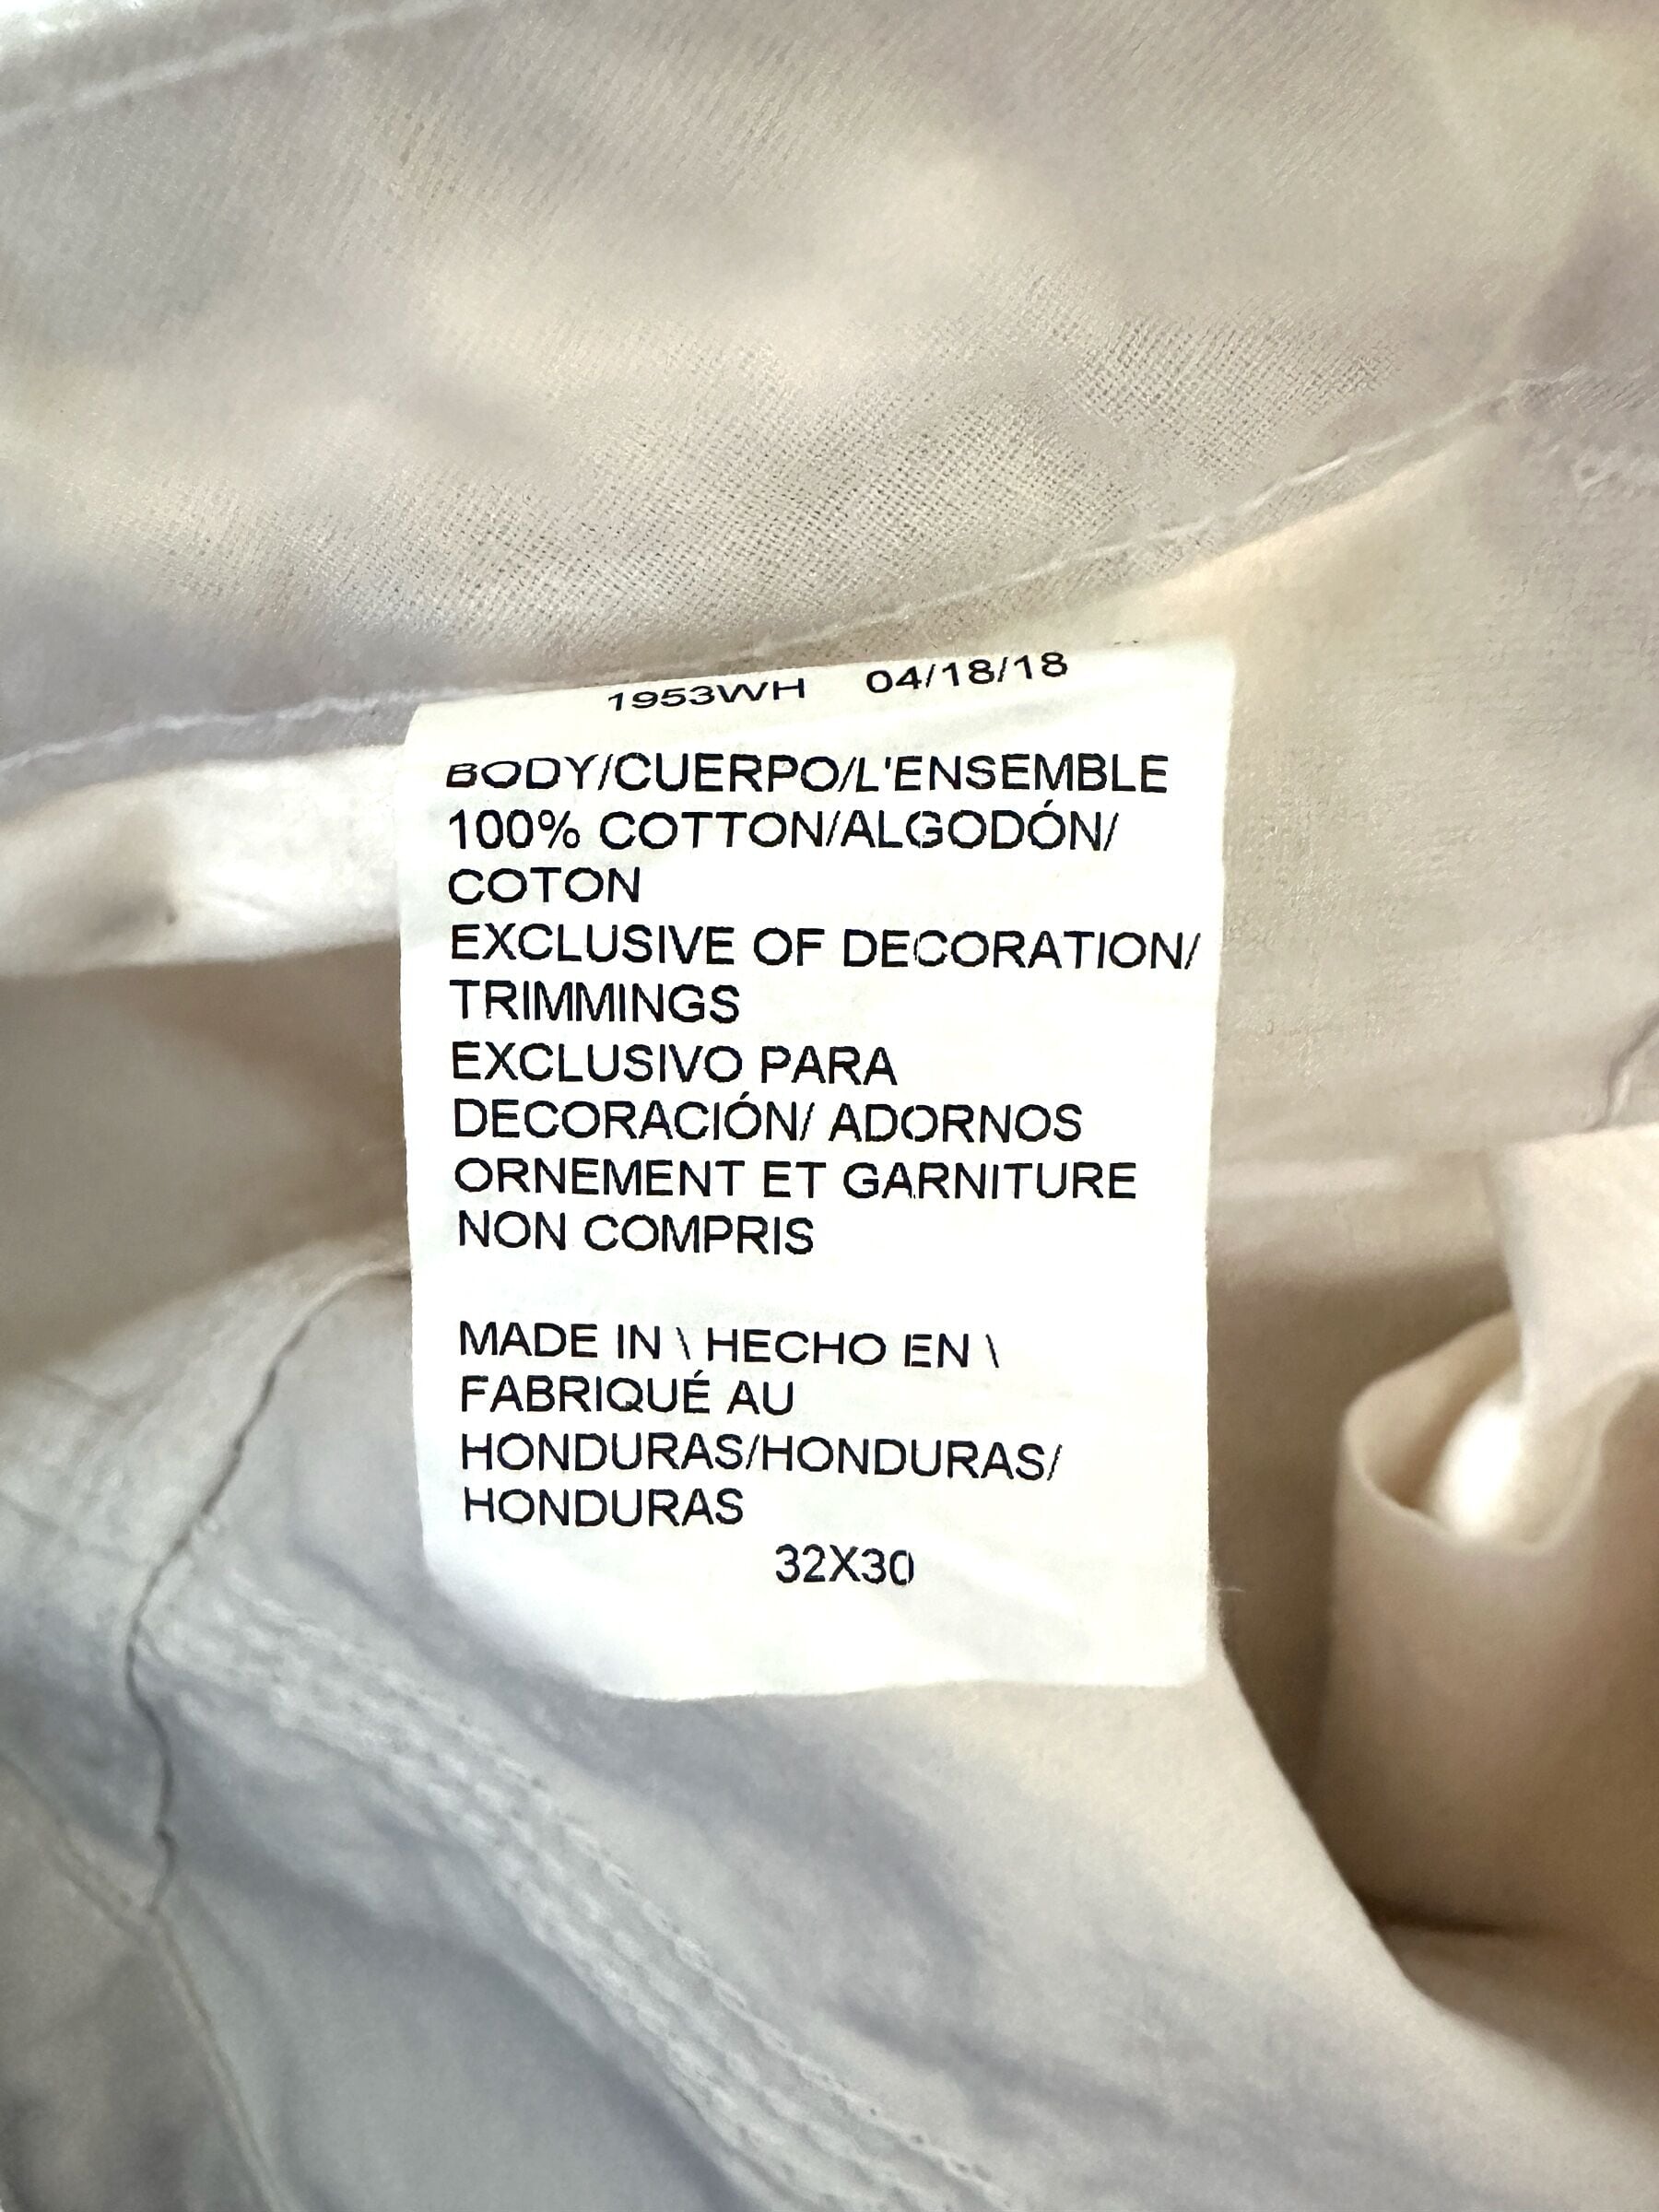 1953WH 04/18/18
BODY/CUERPO/L'ENSEMBLE
100% COTTON/ALGODÓN/
COTON
EXCLUSIVE OF DECORATION/
TRIMMINGS
EXCLUSIVO PARA
DECORACIÓN/ ADORNOS
ORNEMENT ET GARNITURE
NON COMPRIS
MADE IN \ HECHO EN \
FABRIQUÉ AU
HONDURAS/HONDURAS/
HONDURAS
32X30